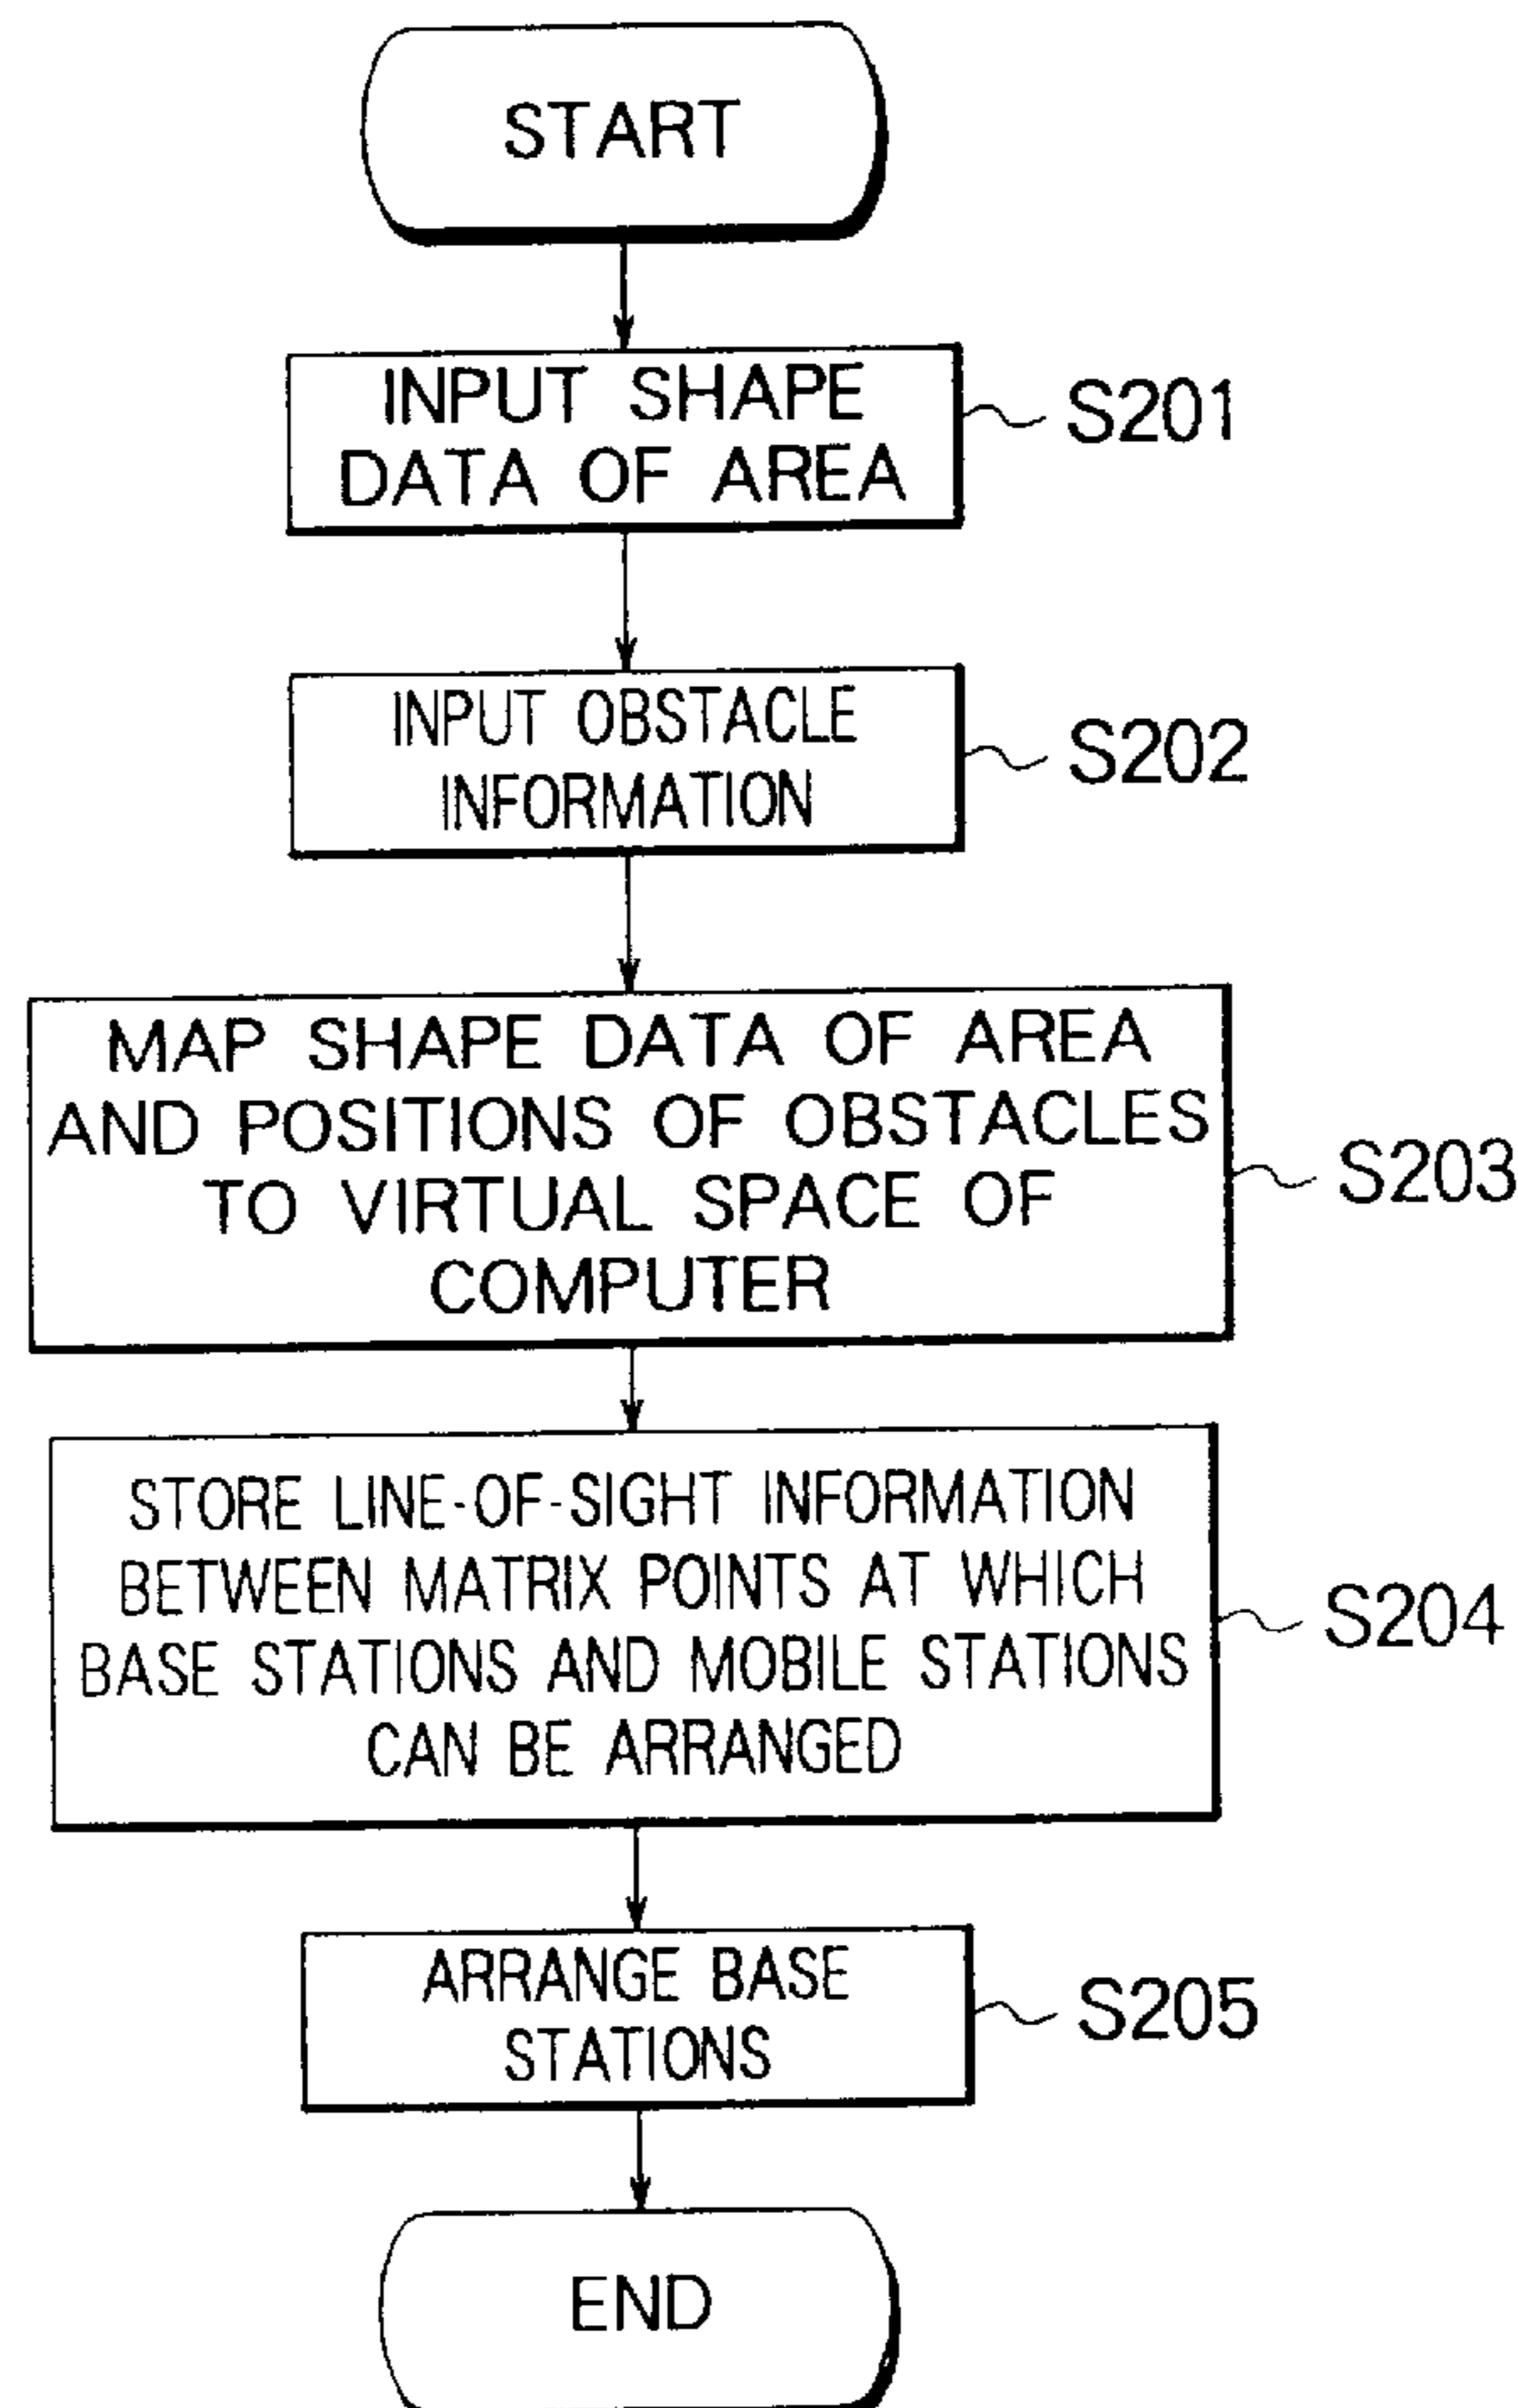 START
INPUT SHAPE
DATA OF AREA
S201
INPUT OBSTACLE
INFORMATION
S202
MAP SHAPE DATA OF AREA
AND POSITIONS OF OBSTACLES
TO VIRTUAL SPACE OF
COMPUTER
S203
STORE LINE-OF-SIGHT INFORMATION
BETWEEN MATRIX POINTS AT WHICH
BASE STATIONS AND MOBILE STATIONS
CAN BE ARRANGED
S204
ARRANGE BASE
STATIONS
S205
END